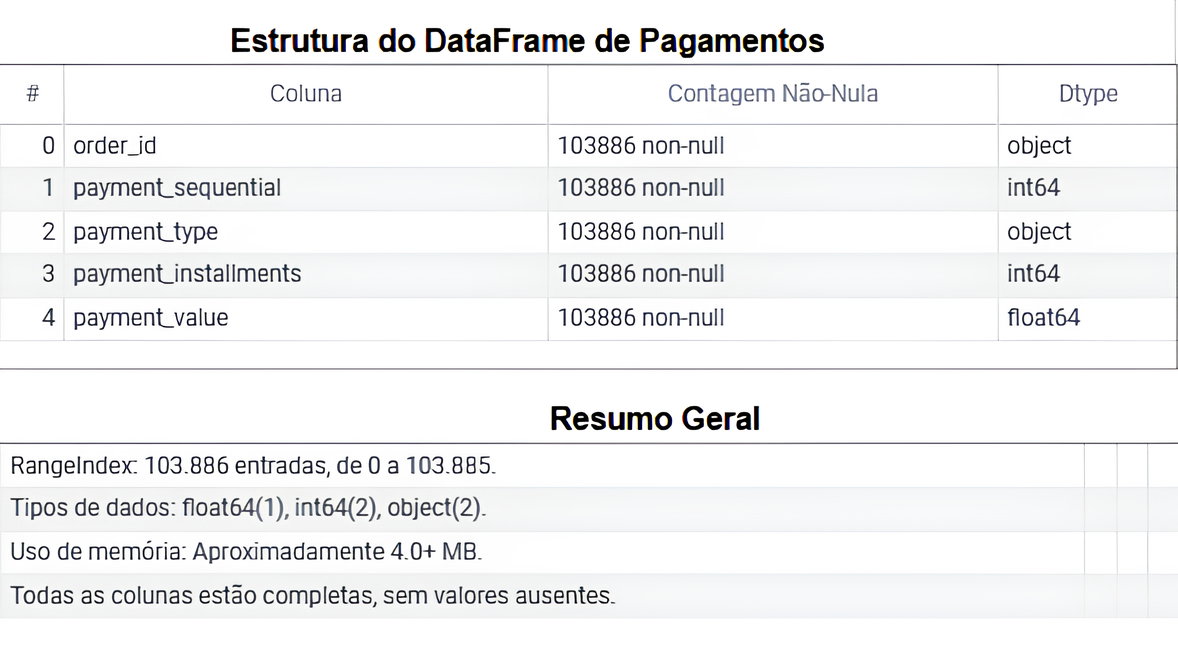 Estrutura do DataFrame de Pagamentos
# Coluna Contagem Não-Nula Dtype
0 order_id 103886 non-null object
1 payment_sequential 103886 non-null int64
2 payment_type 103886 non-null object
3 payment_installments 103886 non-null int64
4 payment_value 103886 non-null float64
Resumo Geral
RangeIndex: 103.886 entradas, de 0 a 103.885.
Tipos de dados: float64(1), int64(2), object(2).
Uso de memória: Aproximadamente 4.0+ MB.
Todas as colunas estão completas, sem valores ausentes.